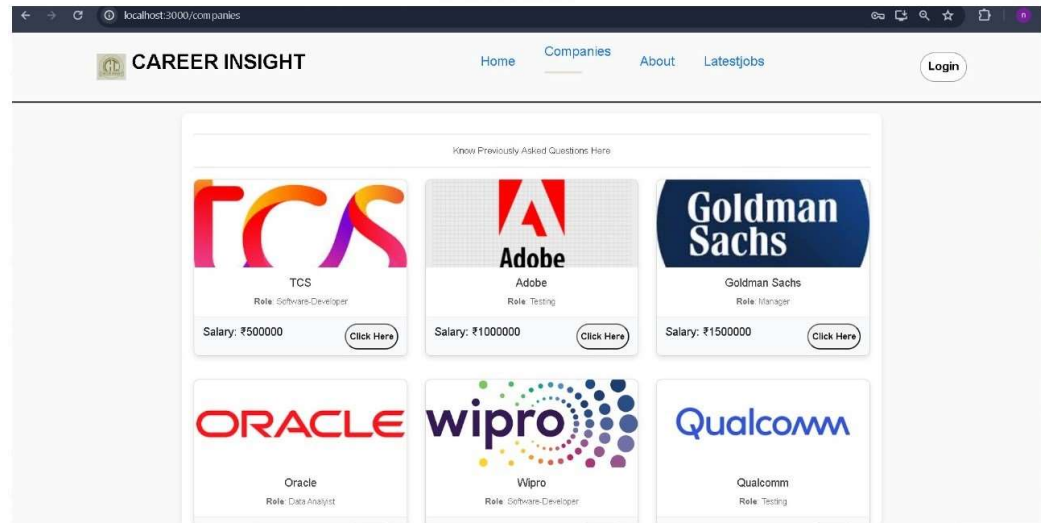 localhost:3000/companies
CAREER INSIGHT
Home
Companies
About
Latestjobs
Login
Know Previously Asked Questions Here
TCS
Adobe
Goldman
Sachs
TCS
Role: Software-Developer
Salary: ₹500000
Click Here
Adobe
Role: Testing
Salary: ₹1000000
Click Here
Goldman Sachs
Role: Manager
Salary: ₹1500000
Click Here
ORACLE
wipro
Qualcomm
Oracle
Role: Data Analyist
Wipro
Role: Software-Developer
Qualcomm
Role: Testing